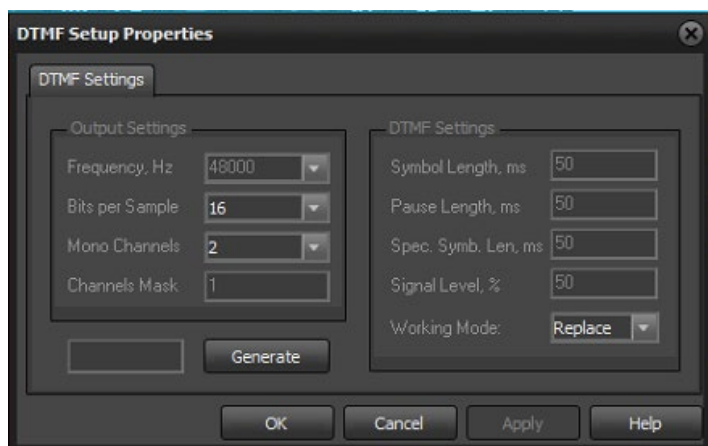 DTMF Setup Properties
DTMF Settings
Output Settings
Frequency, Hz 48000
Bits per Sample 16
Mono Channels 2
Channels Mask 1
Generate
DTMF Settings
Symbol Length, ms 50
Pause Length, ms 50
Spec. Symb. Len, ms 50
Signal Level, % 50
Working Mode: Replace
OK Cancel Apply Help